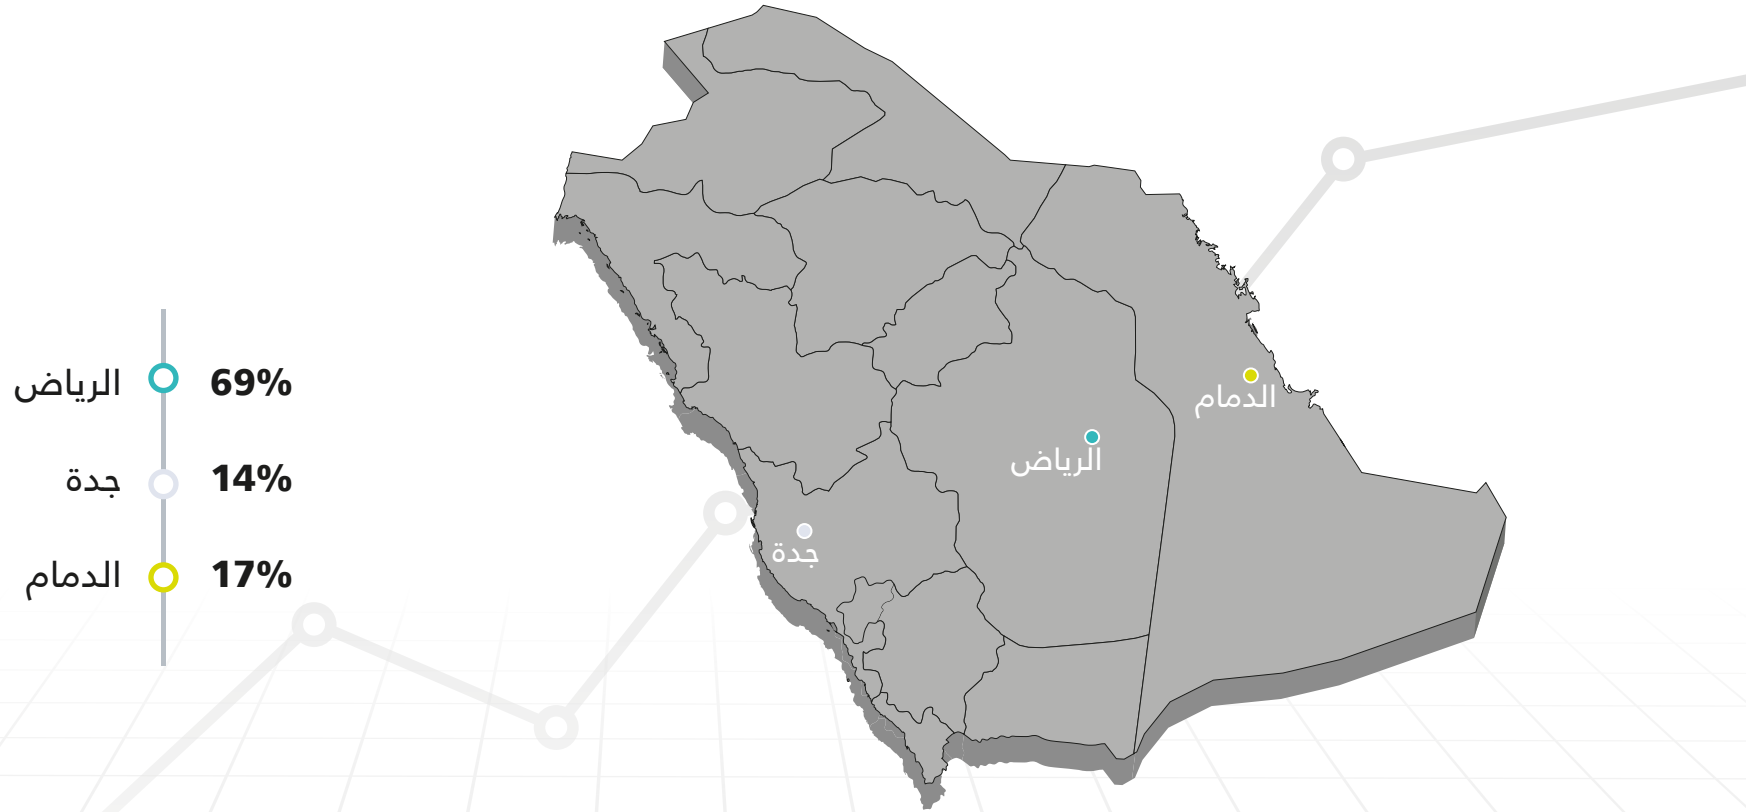 الرياض 69%
جدة 14%
الدمام 17%
الدمام
الرياض
جدة